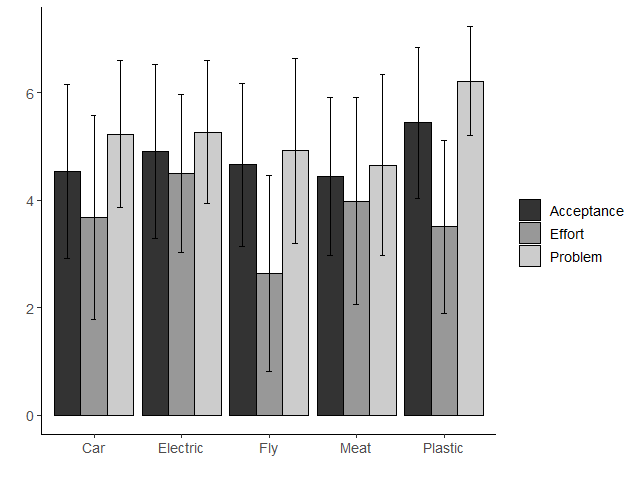 6
4
2
0
Car Electric Fly Meat Plastic
Acceptance
Effort
Problem